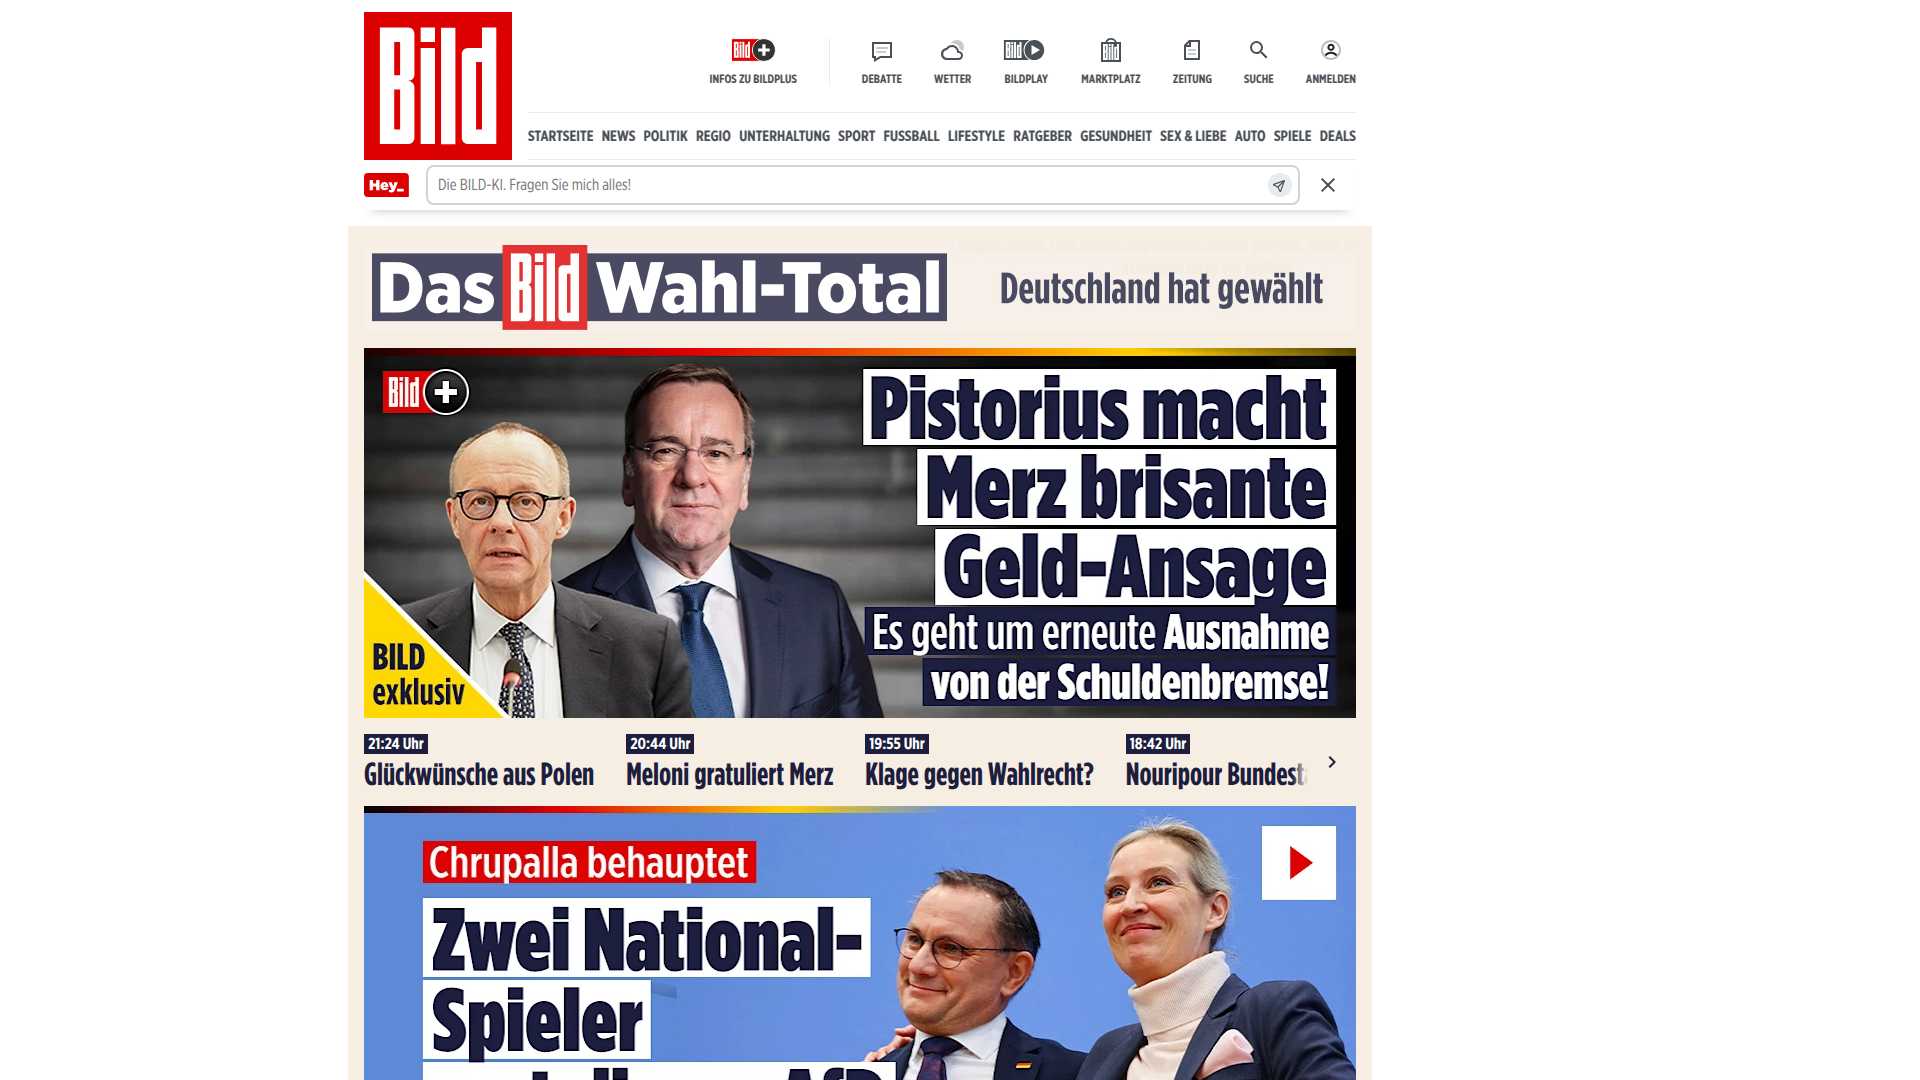 Bild
INFOS ZU BILDPLUS
DEBATTE
WETTER
BILDPLAY
MARKTPLATZ
ZEITUNG
SUCHE
ANMELDEN
STARTSEITE NEWS POLITIK REGIO UNTERHALTUNG SPORT FUSSBALL LIFESTYLE RATGEBER GESUNDHEIT SEX & LIEBE AUTO SPIELE DEALS
Hey_
Die BILD-KI. Fragen Sie mich alles!
Das Bild Wahl-Total
Deutschland hat gewählt
Bild +
Pistorius macht
Merz brisante
Geld-Ansage
Es geht um erneute Ausnahme
von der Schuldenbremse!
BILD
exklusiv
21:24 Uhr
Glückwünsche aus Polen
20:44 Uhr
Meloni gratuliert Merz
19:55 Uhr
Klage gegen Wahlrecht?
18:42 Uhr
Nouripour Bundest
Chrupalla behauptet
Zwei National-
Spieler